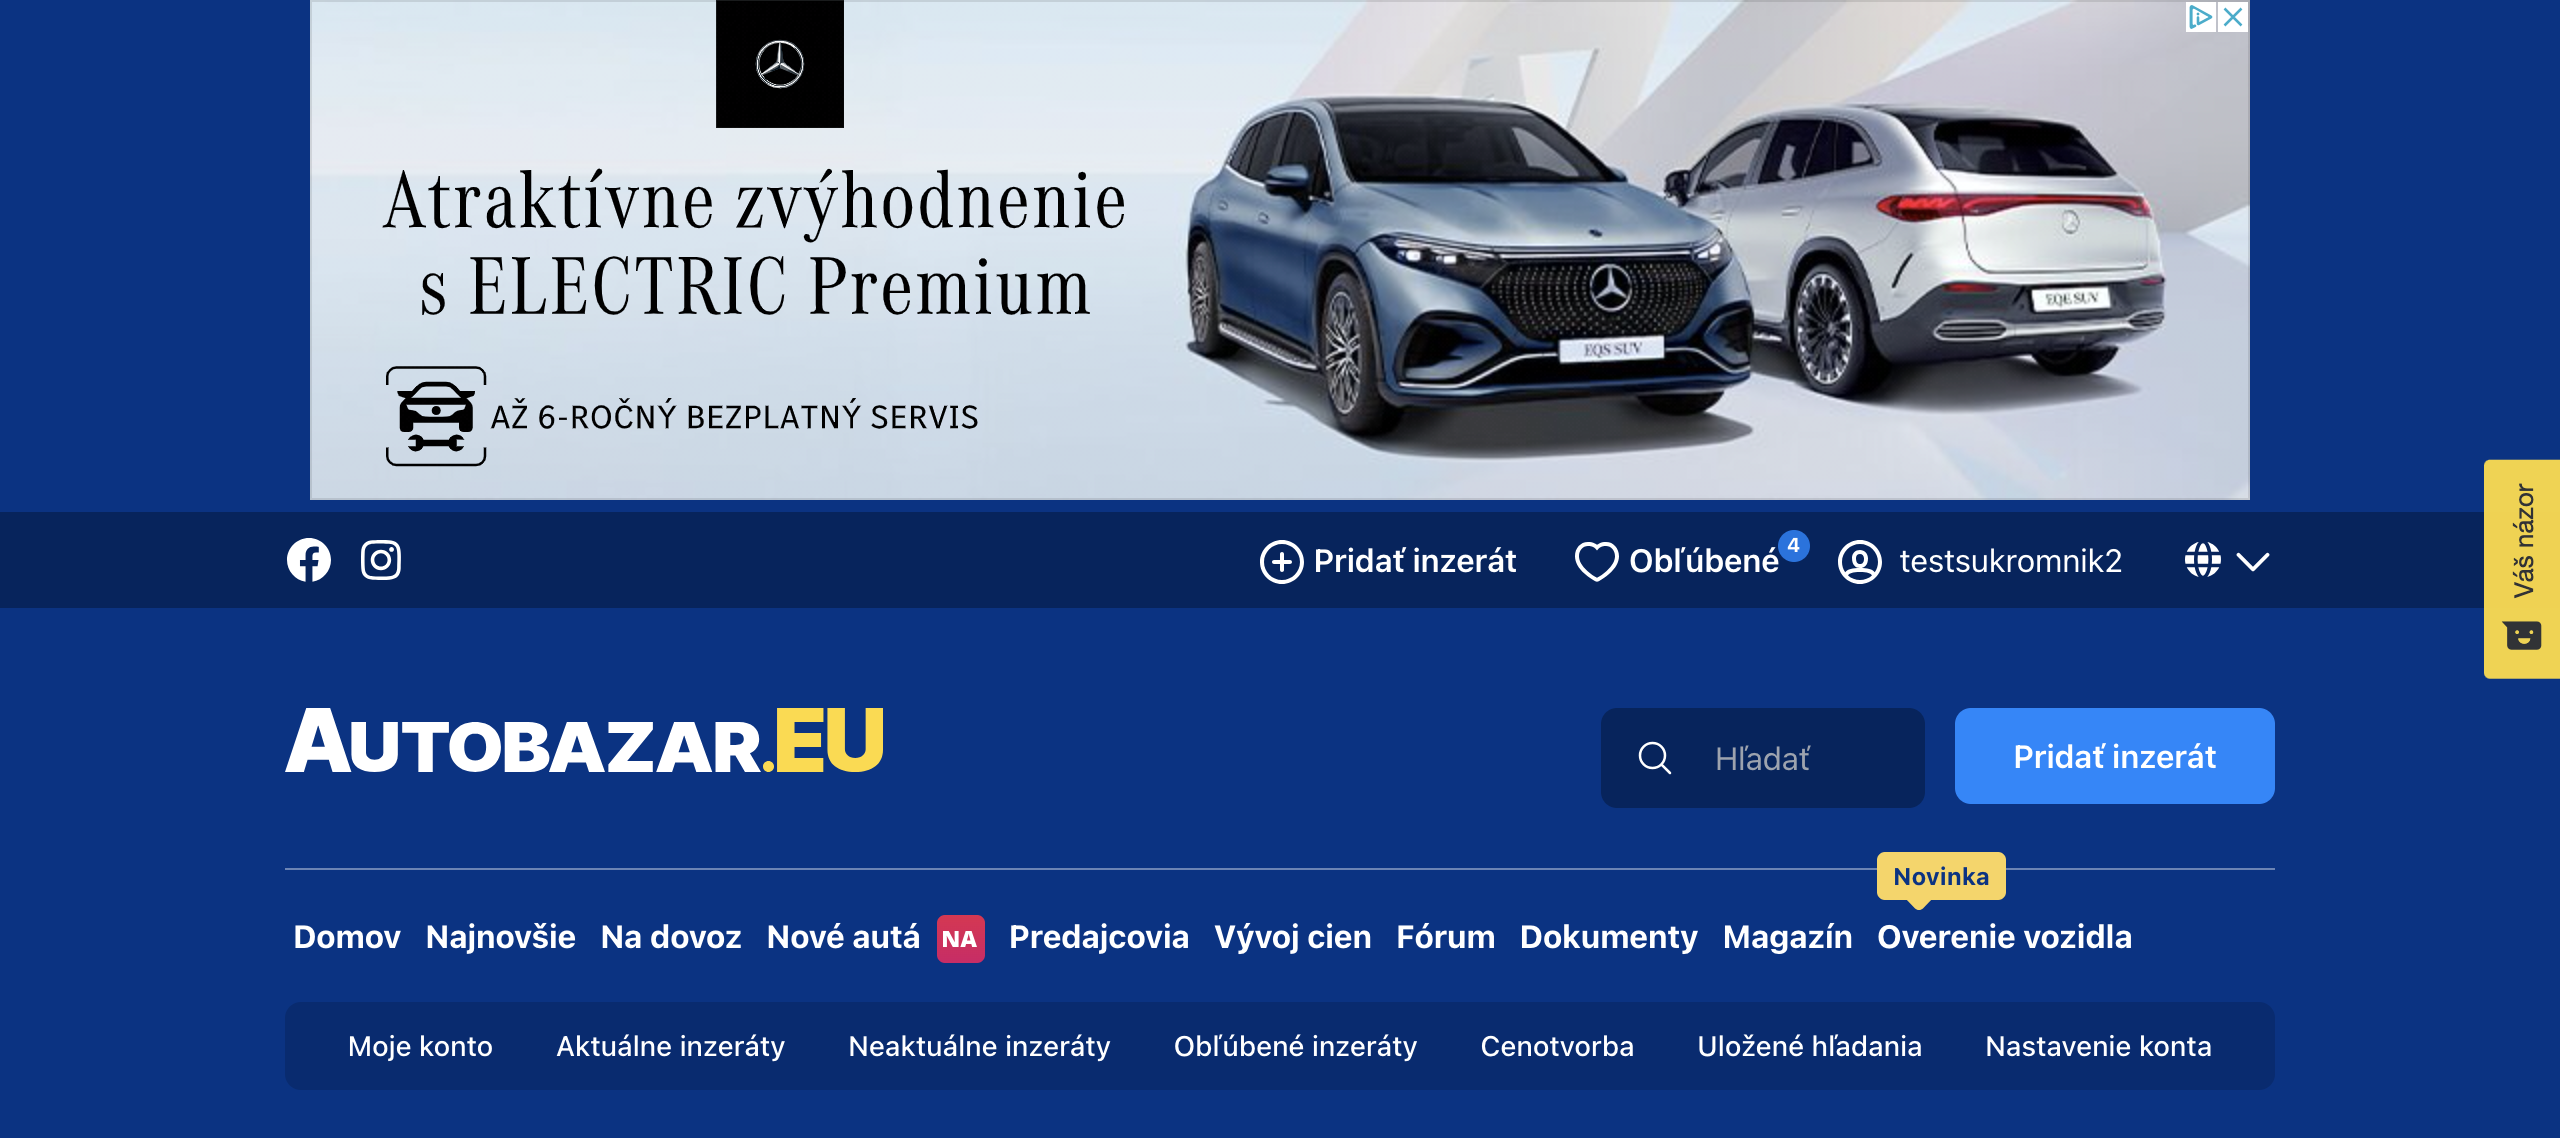 Atraktívne zvýhodnenie
s ELECTRIC Premium
AŽ 6-ROČNÝ BEZPLATNÝ SERVIS
EQS SUV
EQE SUV
Pridať inzerát
Obľúbené 4
testsukromnik2
Váš názor
AUTOBAZAR.EU
Hľadať
Pridať inzerát
Novinka
Domov Najnovšie Na dovoz Nové autá NA Predajcovia Vývoj cien Fórum Dokumenty Magazín Overenie vozidla
Moje konto Aktuálne inzeráty Neaktuálne inzeráty Obľúbené inzeráty Cenotvorba Uložené hľadania Nastavenie konta